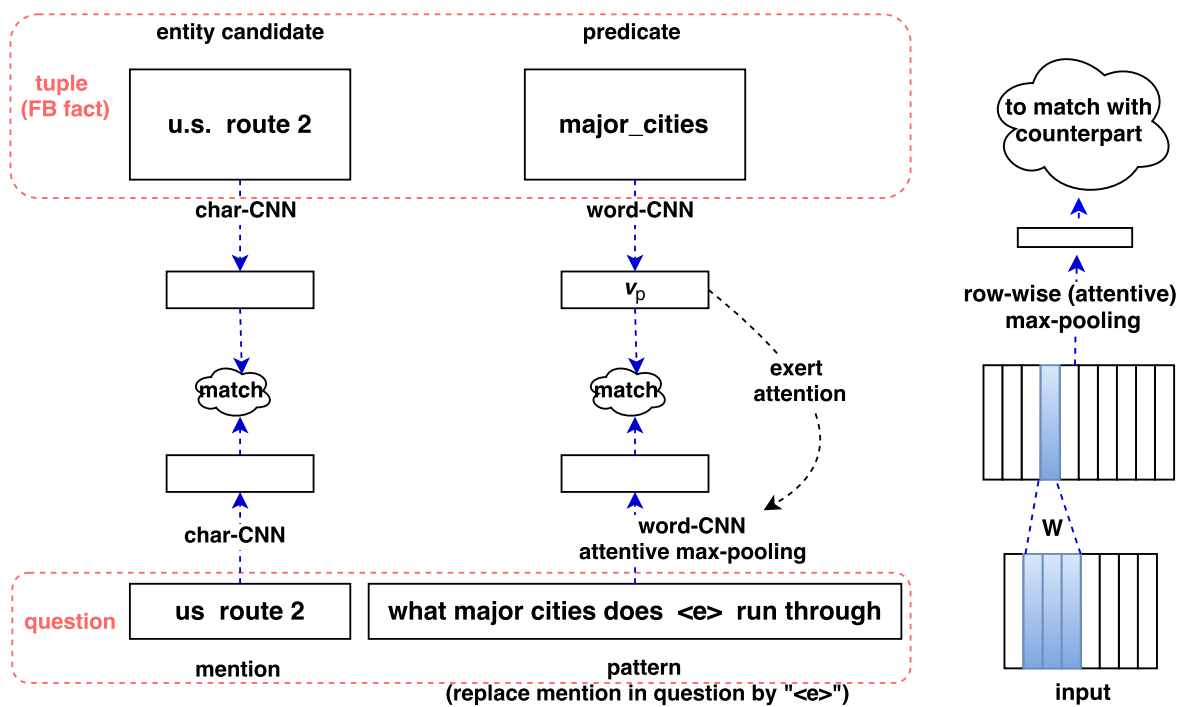 entity candidate
predicate
tuple
(FB fact)
u.s. route 2
major_cities
char-CNN
word-CNN
vp
match
match
exert
attention
char-CNN
word-CNN
attentive max-pooling
question
us route 2
what major cities does <e> run through
mention
pattern
(replace mention in question by "<e>")
to match with
counterpart
row-wise (attentive)
max-pooling
W
input